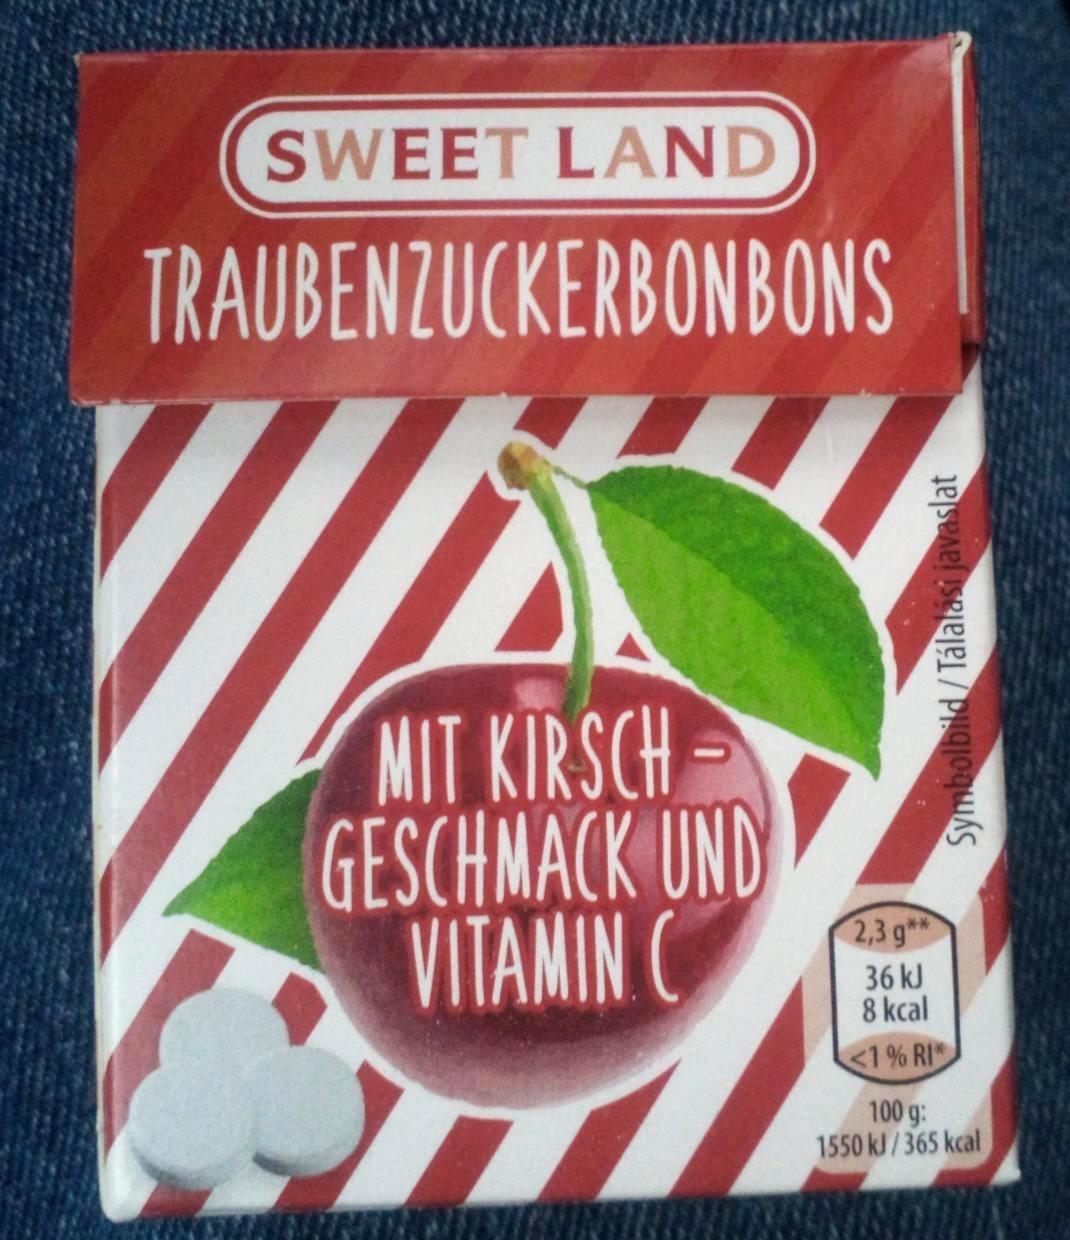 SWEET LAND
TRAUBENZUCKERBONBONS
MIT KIRSCH-
GESCHMACK UND
VITAMIN C
Symbolbild / Tálalási javaslat
2,3 g**
36 kJ
8 kcal
<1 % RI*
100 g:
1550 kJ / 365 kcal